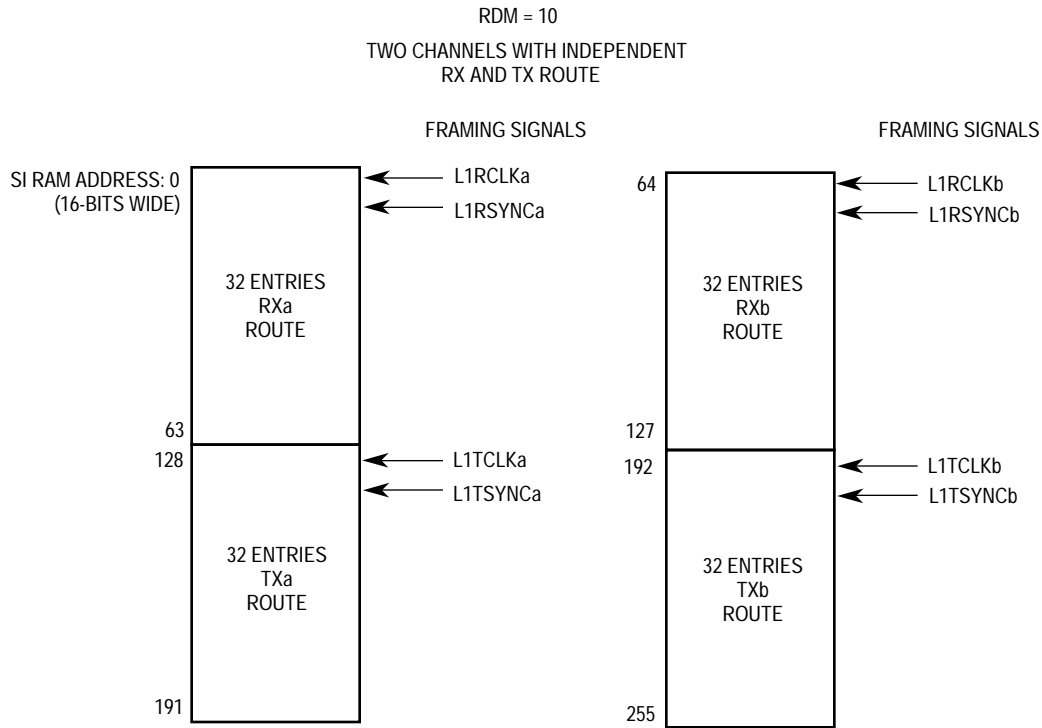 RDM = 10
TWO CHANNELS WITH INDEPENDENT
RX AND TX ROUTE
FRAMING SIGNALS
SI RAM ADDRESS: 0
(16-BITS WIDE)
L1RCLKa
L1RSYNCa
32 ENTRIES
RXa
ROUTE
63
128
L1TCLKa
L1TSYNCa
32 ENTRIES
TXa
ROUTE
191
FRAMING SIGNALS
64
L1RCLKb
L1RSYNCb
32 ENTRIES
RXb
ROUTE
127
192
L1TCLKb
L1TSYNCb
32 ENTRIES
TXb
ROUTE
255